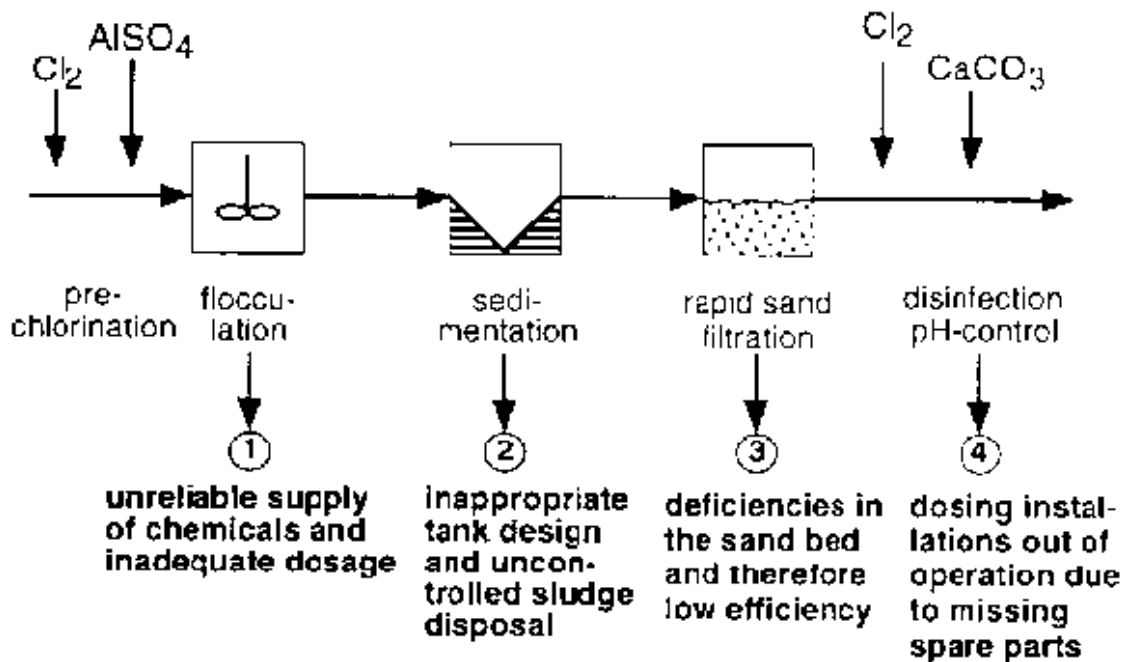 Cl₂
AlSO₄
Cl₂
CaCO₃
pre-
chlorination
floccu-
lation
sedi-
mentation
rapid sand
filtration
disinfection
pH-control
1
unreliable supply
of chemicals and
inadequate dosage
2
inappropriate
tank design
and uncon-
trolled sludge
disposal
3
deficiencies in
the sand bed
and therefore
low efficiency
4
dosing instal-
lations out of
operation due
to missing
spare parts